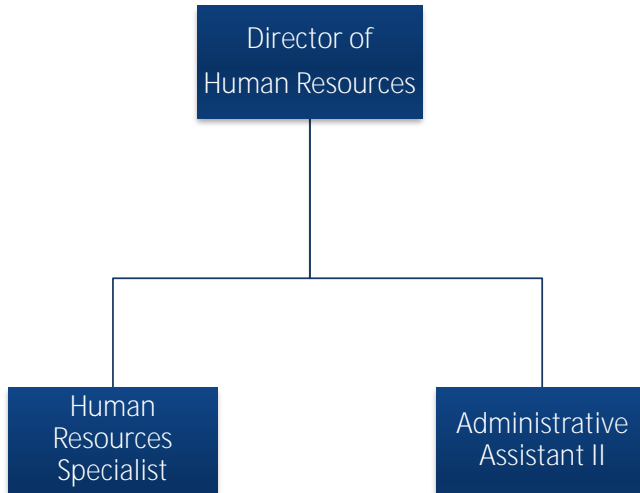 Director of
Human Resources
Human
Resources
Specialist
Administrative
Assistant II